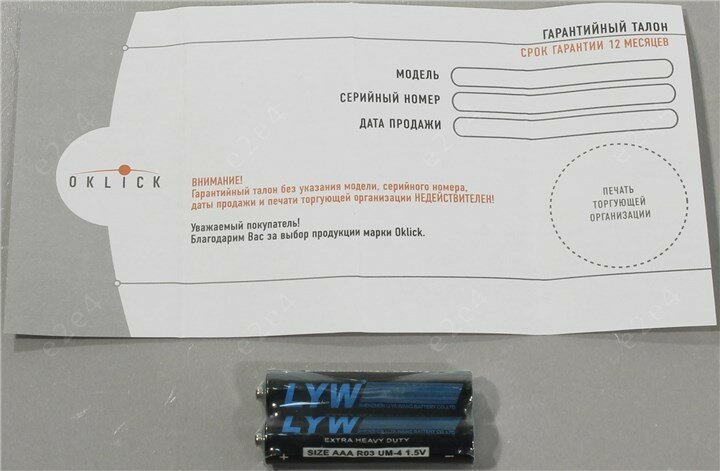 ГАРАНТИЙНЫЙ ТАЛОН
СРОК ГАРАНТИИ 12 МЕСЯЦЕВ
МОДЕЛЬ
СЕРИЙНЫЙ НОМЕР
ДАТА ПРОДАЖИ
OKLICK
ВНИМАНИЕ!
Гарантийный талон без указания модели, серийного номера,
даты продажи и печати торгующей организации НЕДЕЙСТВИТЕЛЕН!
Уважаемый покупатель!
Благодарим Вас за выбор продукции марки Oklick.
ПЕЧАТЬ
ТОРГУЮЩЕЙ
ОРГАНИЗАЦИИ
e2e4
LYW
LYW
EXTRA HEAVY DUTY
+ SIZE AAA R03 UM-4 1.5V −